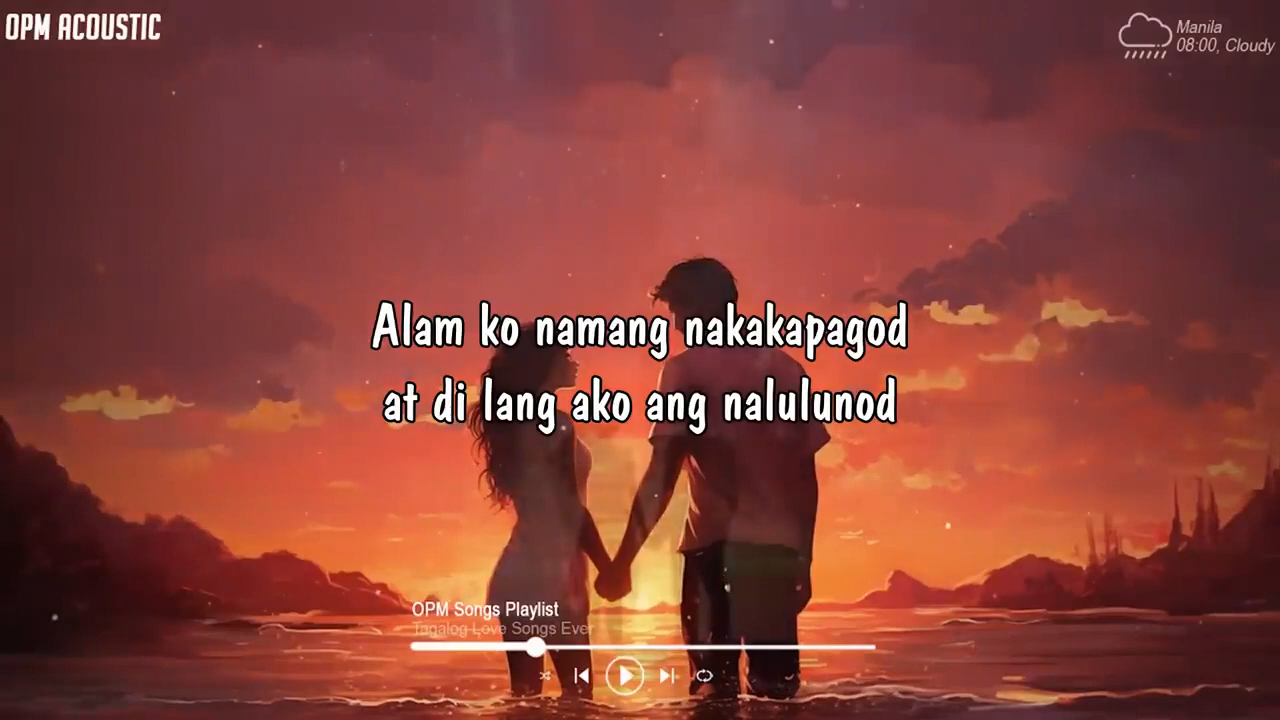 OPM ACOUSTIC
Manila
08:00, Cloudy
Alam ko namang nakakapagod
at di lang ako ang nalulunod
OPM Songs Playlist
Tagalog Love Songs Ever